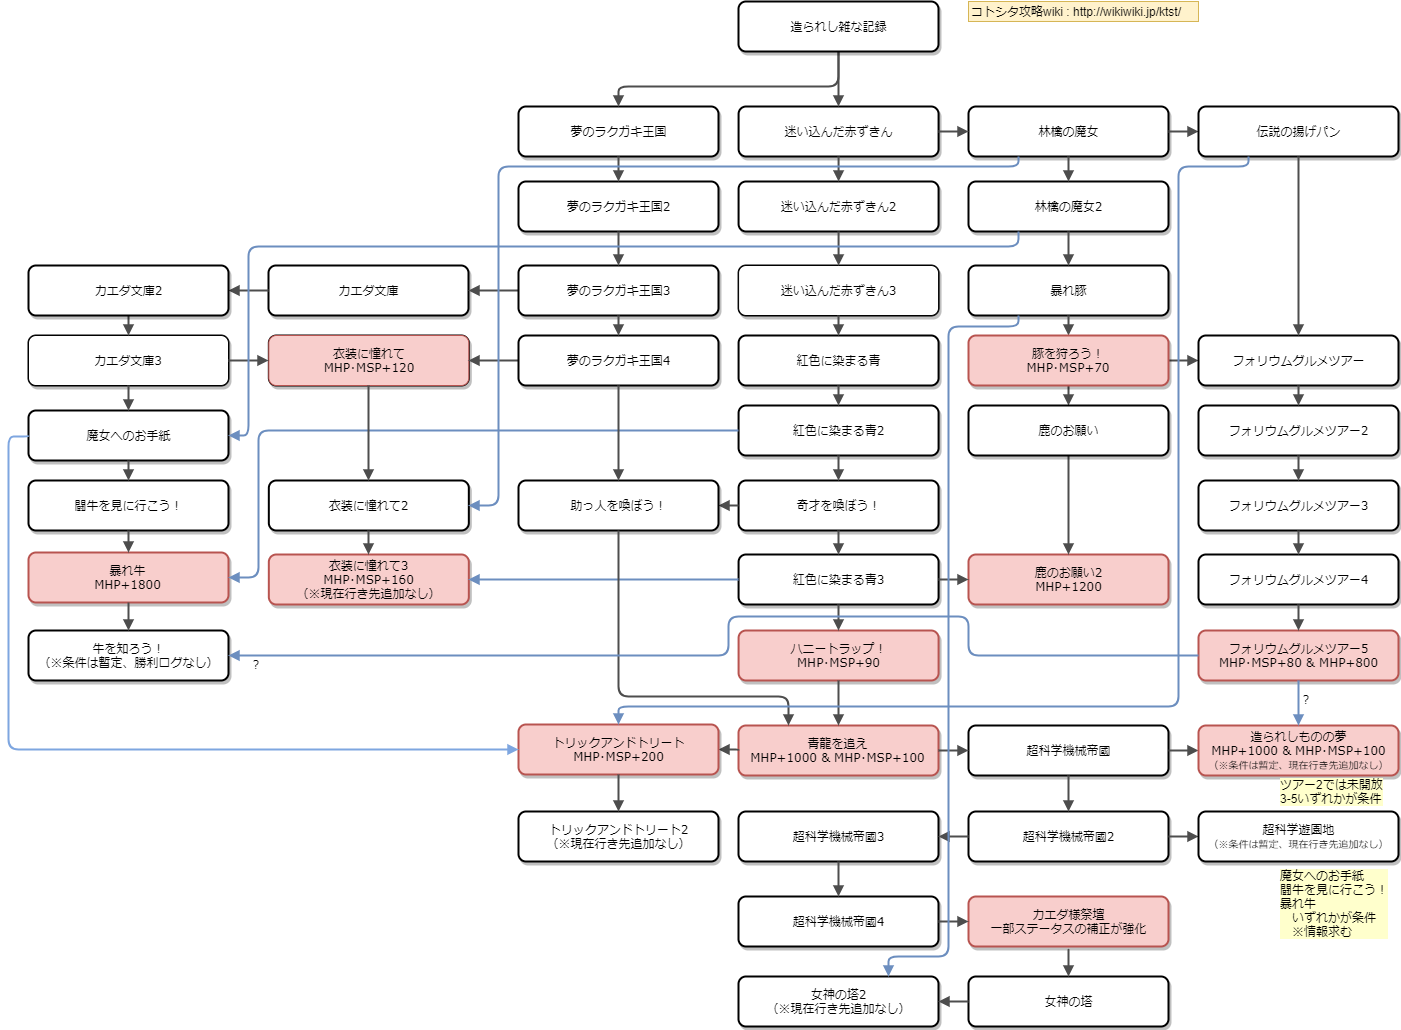 造られし雑な記録
コトシタ攻略wiki : http://wikiwiki.jp/ktst/
夢のラクガキ王国
迷い込んだ赤ずきん
林檎の魔女
伝説の揚げパン
夢のラクガキ王国2
迷い込んだ赤ずきん2
林檎の魔女2
カエダ文庫2
カエダ文庫
夢のラクガキ王国3
迷い込んだ赤ずきん3
暴れ豚
カエダ文庫3
衣装に憧れて
MHP・MSP+120
夢のラクガキ王国4
紅色に染まる青
豚を狩ろう！
MHP・MSP+70
フォリウムグルメツアー
魔女へのお手紙
紅色に染まる青2
鹿のお願い
フォリウムグルメツアー2
闘牛を見に行こう！
衣装に憧れて2
助っ人を喚ぼう！
奇才を喚ぼう！
フォリウムグルメツアー3
暴れ牛
MHP+1800
衣装に憧れて3
MHP・MSP+160
（※現在行き先追加なし）
紅色に染まる青3
鹿のお願い2
MHP+1200
フォリウムグルメツアー4
牛を知ろう！
（※条件は暫定、勝利ログなし）
?
ハニートラップ！
MHP・MSP+90
フォリウムグルメツアー5
MHP・MSP+80 & MHP+800
?
トリックアンドトリート
MHP・MSP+200
青龍を追え
MHP+1000 & MHP・MSP+100
超科学機械帝國
造られしものの夢
MHP+1000 & MHP・MSP+100
（※条件は暫定、現在行き先追加なし）
ツアー2では未開放
3-5いずれかが条件
トリックアンドトリート2
（※現在行き先追加なし）
超科学機械帝國3
超科学機械帝國2
超科学遊園地
（※条件は暫定、現在行き先追加なし）
魔女へのお手紙
闘牛を見に行こう！
暴れ牛
いずれかが条件
※情報求む
超科学機械帝國4
カエダ様祭壇
一部ステータスの補正が強化
女神の塔2
（※現在行き先追加なし）
女神の塔